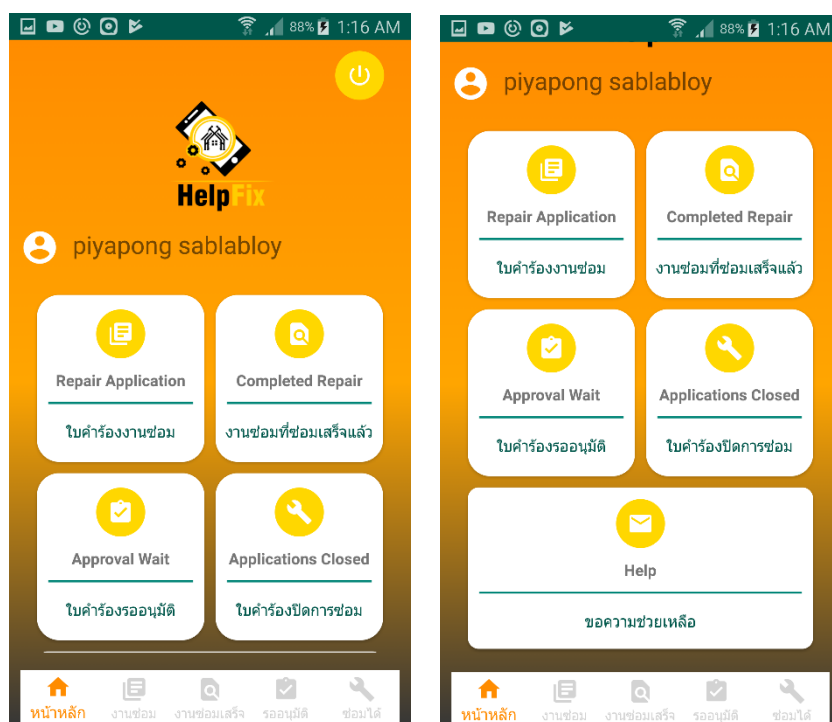 88% 1:16 AM
HelpFix
piyapong sablabloy
Repair Application
ใบคำร้องงานซ่อม
Completed Repair
งานซ่อมที่ซ่อมเสร็จแล้ว
Approval Wait
ใบคำร้องรออนุมัติ
Applications Closed
ใบคำร้องปิดการซ่อม
หน้าหลัก งานซ่อม งานซ่อมเสร็จ รออนุมัติ ซ่อมได้
88% 1:16 AM
piyapong sablabloy
Repair Application
ใบคำร้องงานซ่อม
Completed Repair
งานซ่อมที่ซ่อมเสร็จแล้ว
Approval Wait
ใบคำร้องรออนุมัติ
Applications Closed
ใบคำร้องปิดการซ่อม
Help
ขอความช่วยเหลือ
หน้าหลัก งานซ่อม งานซ่อมเสร็จ รออนุมัติ ซ่อมได้